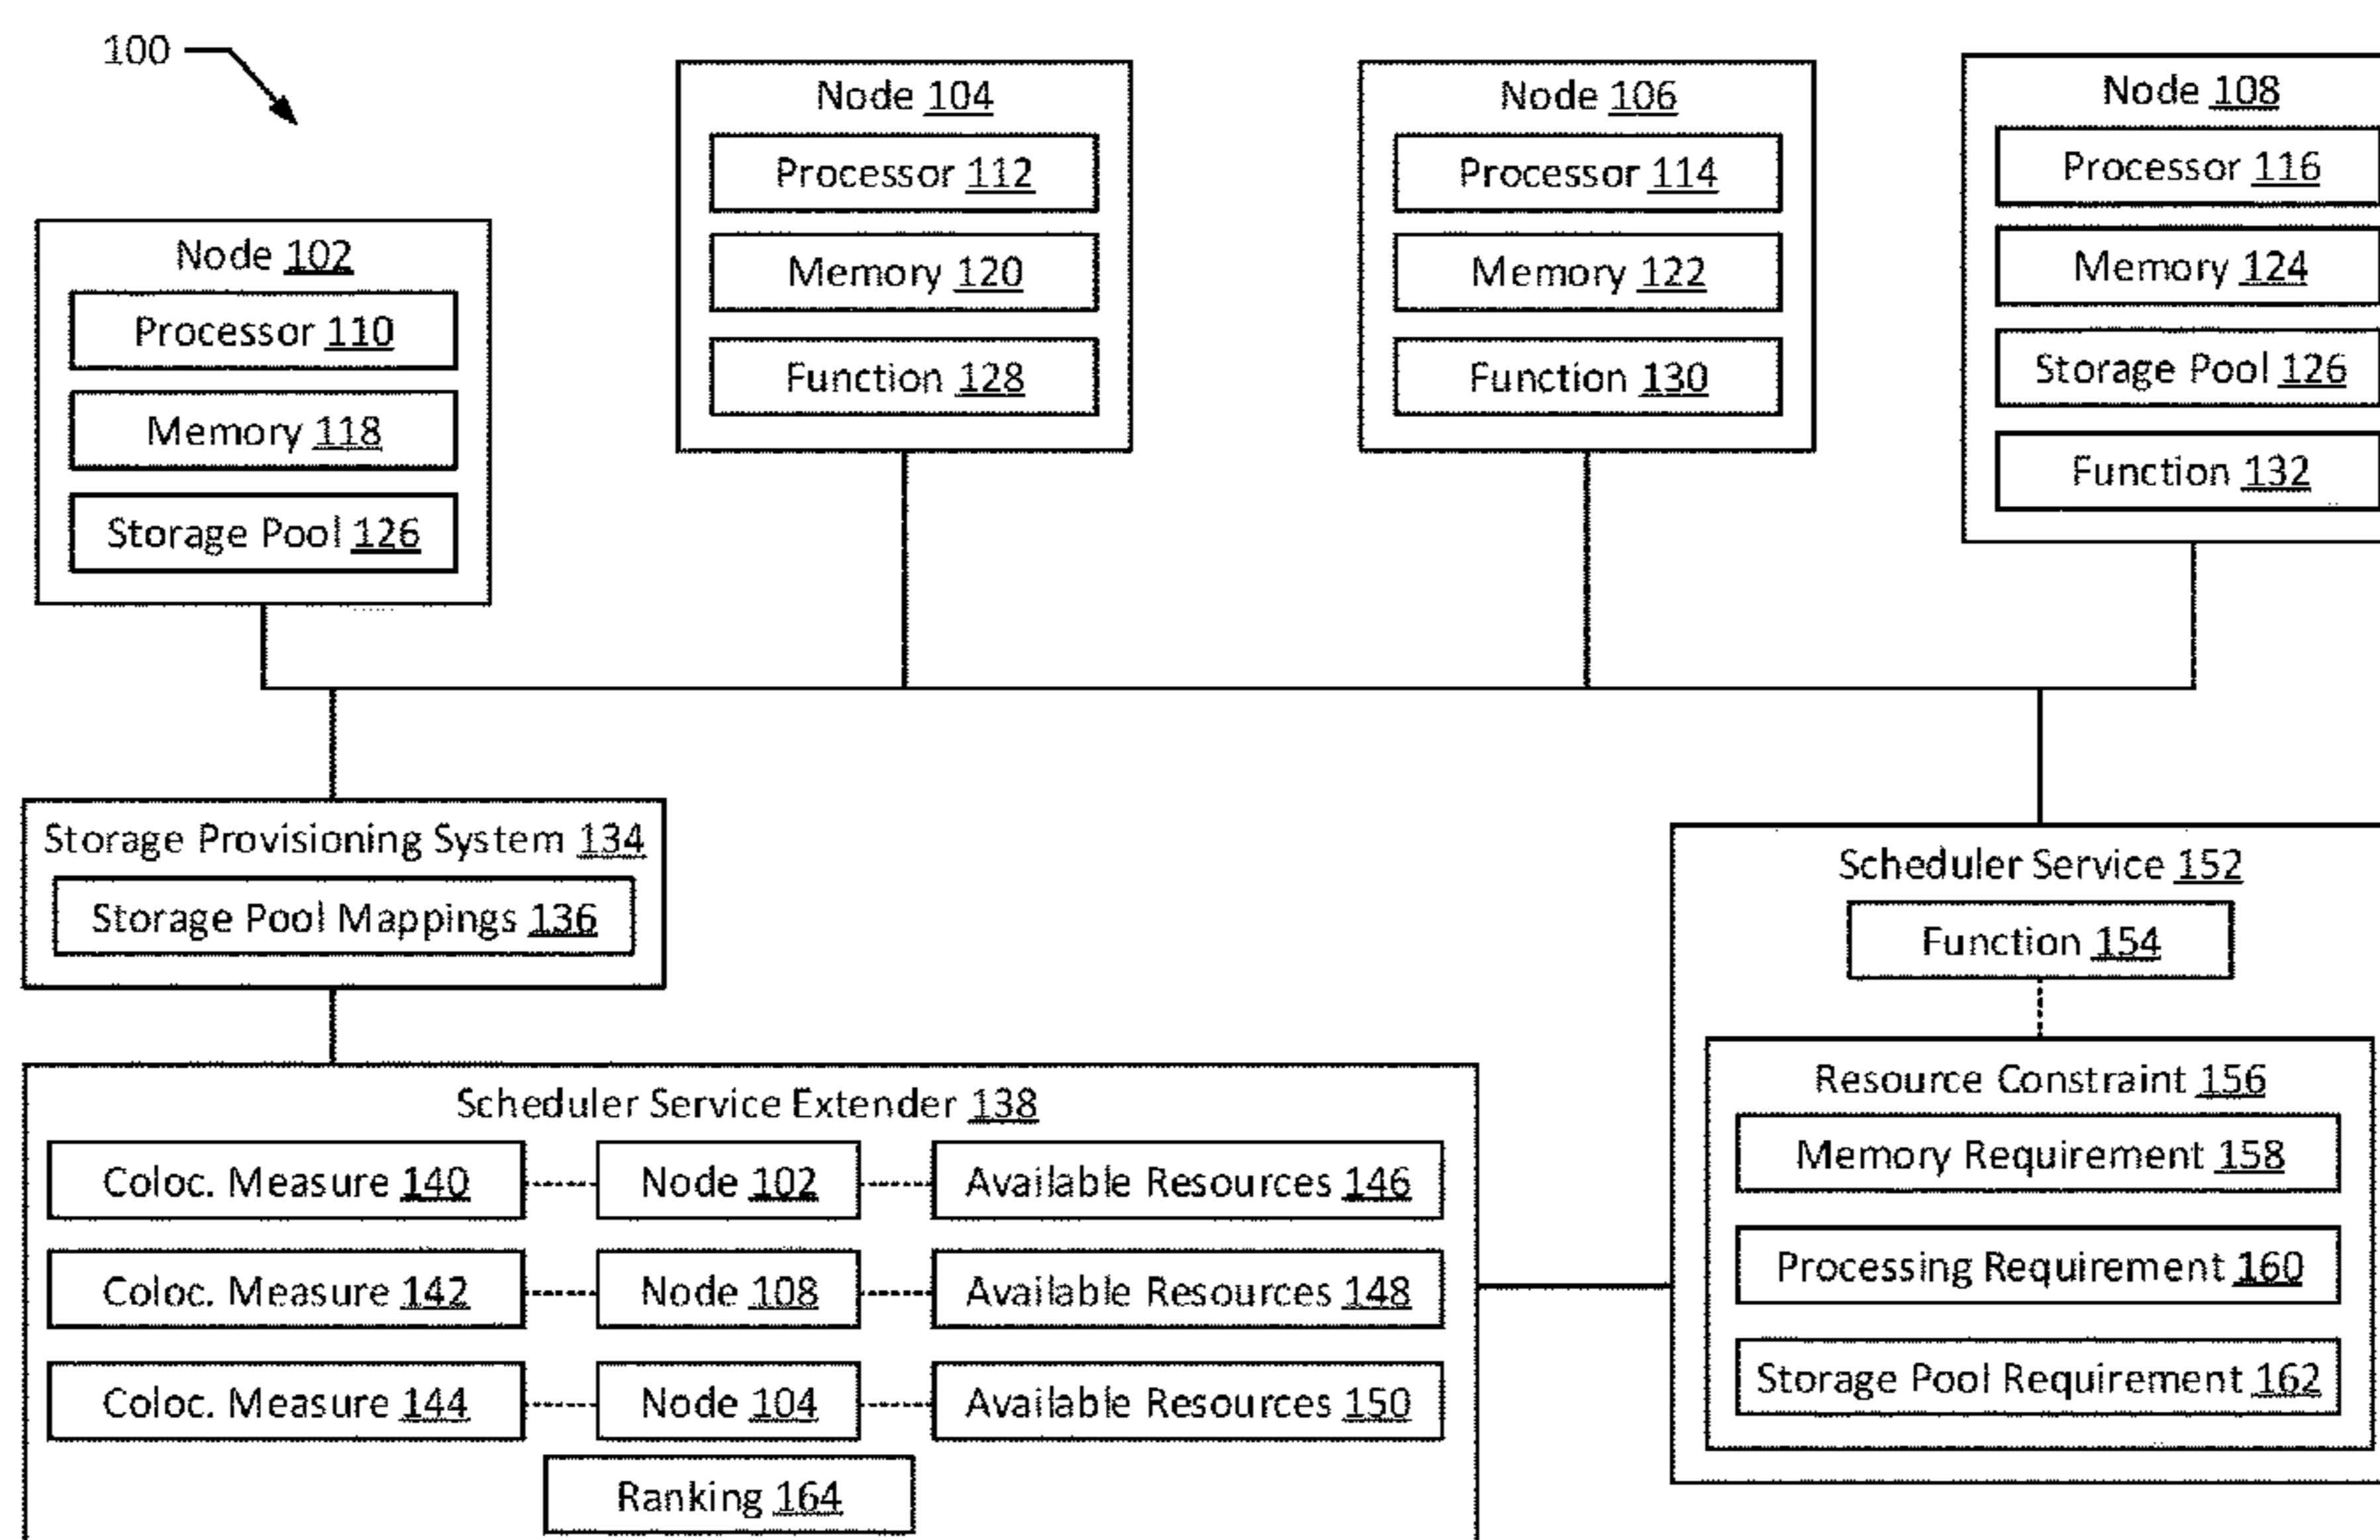 100
Node 102
Processor 110
Memory 118
Storage Pool 126
Node 104
Processor 112
Memory 120
Function 128
Node 106
Processor 114
Memory 122
Function 130
Node 108
Processor 116
Memory 124
Storage Pool 126
Function 132
Storage Provisioning System 134
Storage Pool Mappings 136
Scheduler Service Extender 138
Coloc. Measure 140
Node 102
Available Resources 146
Coloc. Measure 142
Node 108
Available Resources 148
Coloc. Measure 144
Node 104
Available Resources 150
Ranking 164
Scheduler Service 152
Function 154
Resource Constraint 156
Memory Requirement 158
Processing Requirement 160
Storage Pool Requirement 162